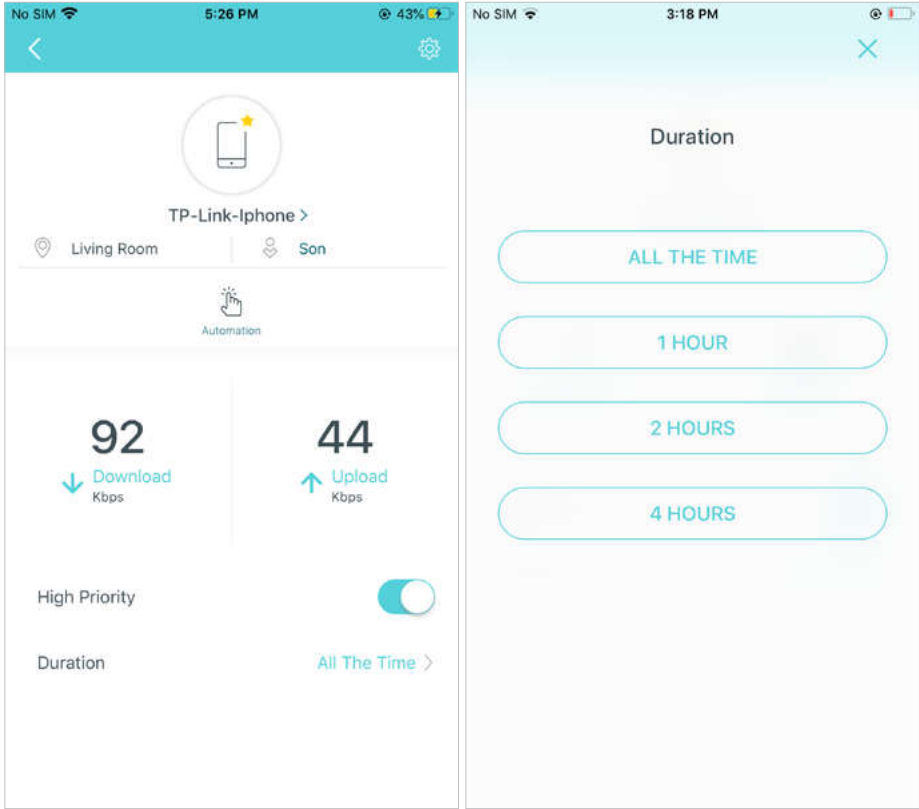 No SIM 5:26 PM 43%
TP-Link-Iphone >
Living Room Son
Automation
92 44
Download Upload
Kbps Kbps
High Priority
Duration All The Time >
No SIM 3:18 PM
Duration
ALL THE TIME
1 HOUR
2 HOURS
4 HOURS